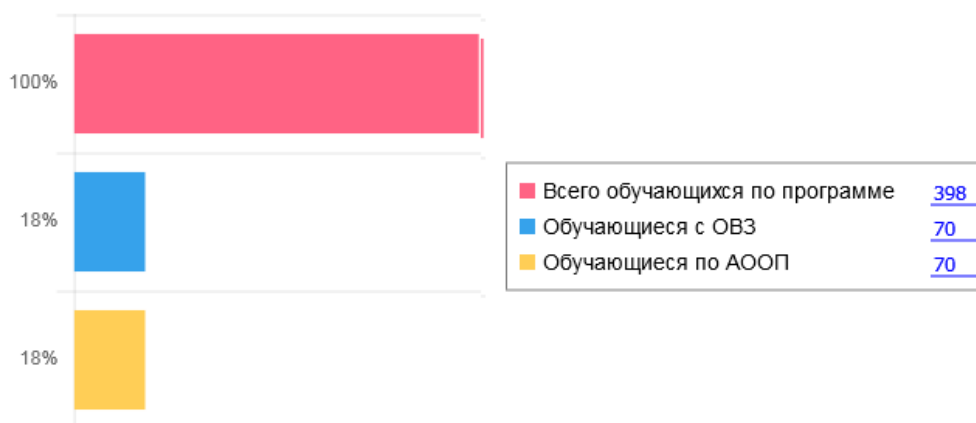 100%
18%
18%
Всего обучающихся по программе 398
Обучающиеся с ОВЗ 70
Обучающиеся по АООП 70